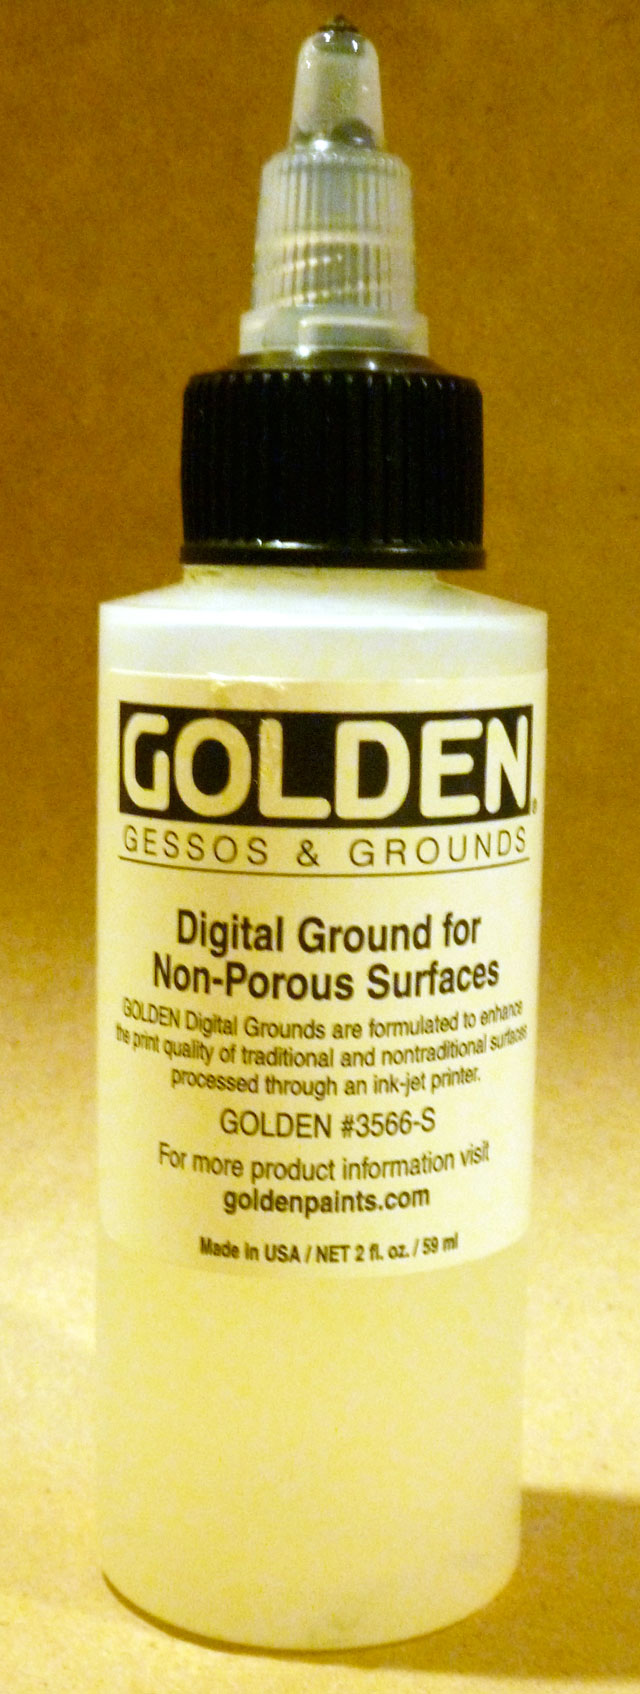 GOLDEN®
GESSOS & GROUNDS
Digital Ground for
Non-Porous Surfaces
GOLDEN Digital Grounds are formulated to enhance
the print quality of traditional and nontraditional surfaces
processed through an ink-jet printer.
GOLDEN #3566-S
For more product information visit
goldenpaints.com
Made in USA / NET 2 fl. oz. / 59 ml